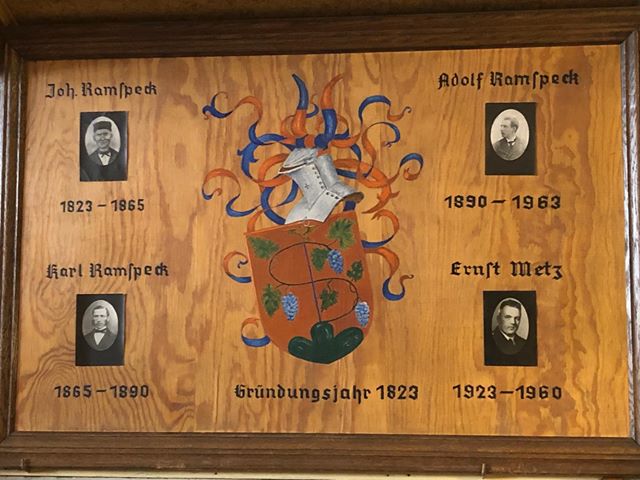 Joh. Ramſpeck
1823 – 1865
Karl Ramſpeck
1865 – 1890
Gründungsjahr 1823
Adolf Ramſpeck
1890 – 1963
Ernſt Metz
1923 – 1960